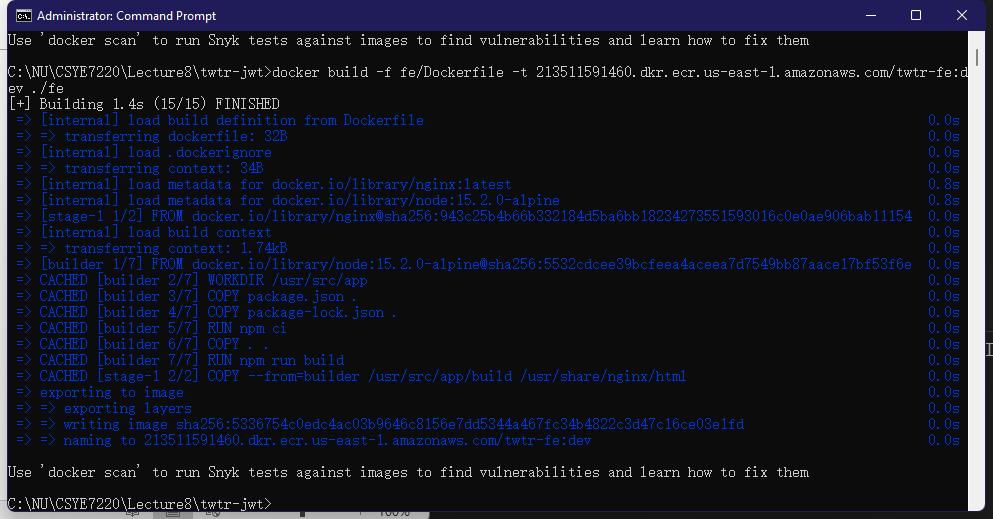 Administrator: Command Prompt
Use 'docker scan' to run Snyk tests against images to find vulnerabilities and learn how to fix them
C:\NU\CSYE7220\Lecture8\twtr-jwt>docker build -f fe/Dockerfile -t 213511591460.dkr.ecr.us-east-1.amazonaws.com/twtr-fe:d
ev ./fe
[+] Building 1.4s (15/15) FINISHED
=> [internal] load build definition from Dockerfile 0.0s
=> => transferring dockerfile: 32B 0.0s
=> [internal] load .dockerignore 0.0s
=> => transferring context: 34B 0.0s
=> [internal] load metadata for docker.io/library/nginx:latest 0.8s
=> [internal] load metadata for docker.io/library/node:15.2.0-alpine 0.8s
=> [stage-1 1/2] FROM docker.io/library/nginx@sha256:943c25b4b66b332184d5ba6bb18234273551593016c0e0ae906bab11154 0.0s
=> [internal] load build context 0.0s
=> => transferring context: 1.74kB 0.0s
=> [builder 1/7] FROM docker.io/library/node:15.2.0-alpine@sha256:5532cdcee39bcfeea4aceea7d7549bb87aace17bf53f6e 0.0s
=> CACHED [builder 2/7] WORKDIR /usr/src/app 0.0s
=> CACHED [builder 3/7] COPY package.json . 0.0s
=> CACHED [builder 4/7] COPY package-lock.json . 0.0s
=> CACHED [builder 5/7] RUN npm ci 0.0s
=> CACHED [builder 6/7] COPY . . 0.0s
=> CACHED [builder 7/7] RUN npm run build 0.0s
=> CACHED [stage-1 2/2] COPY --from=builder /usr/src/app/build /usr/share/nginx/html 0.0s
=> exporting to image 0.0s
=> => exporting layers 0.0s
=> => writing image sha256:5336754c0edc4ac03b9646c8156e7dd5344a467fc34b4822c3d47c16ce03e1fd 0.0s
=> => naming to 213511591460.dkr.ecr.us-east-1.amazonaws.com/twtr-fe:dev 0.0s
Use 'docker scan' to run Snyk tests against images to find vulnerabilities and learn how to fix them
C:\NU\CSYE7220\Lecture8\twtr-jwt>